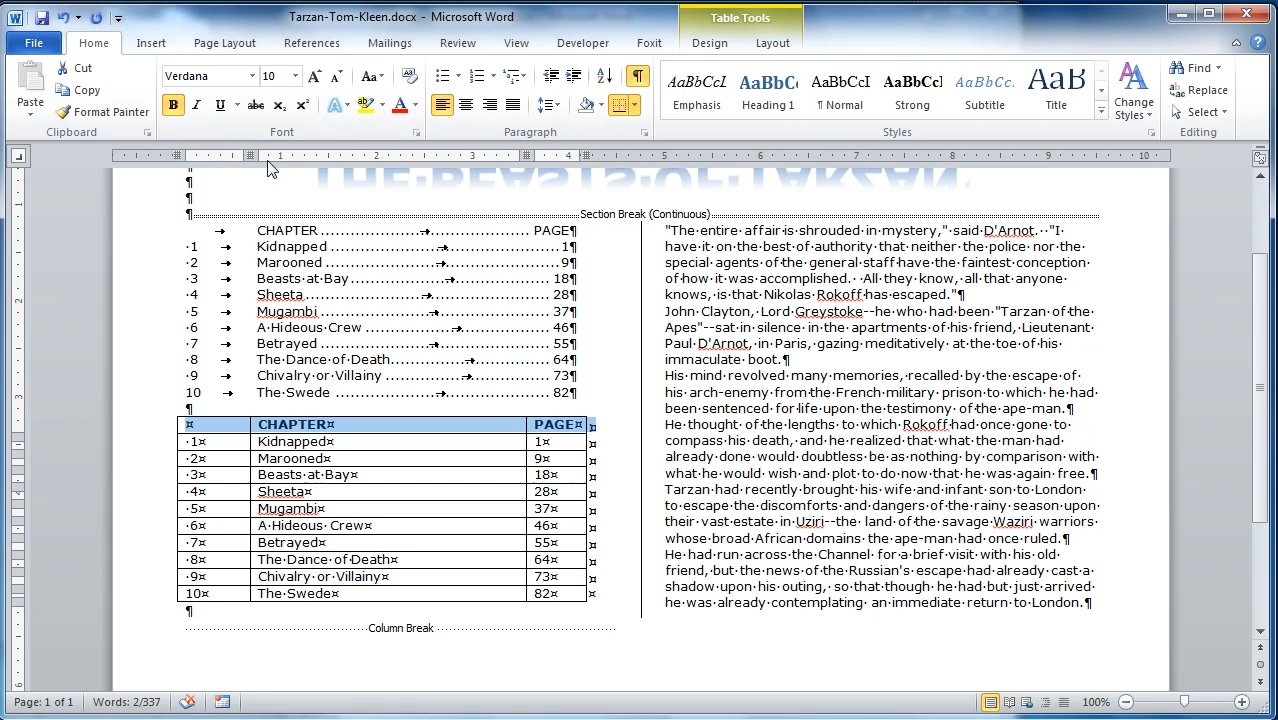 Tarzan-Tom-Kleen.docx - Microsoft Word
Table Tools
File Home Insert Page Layout References Mailings Review View Developer Foxit Design Layout
Paste
Cut
Copy
Format Painter
Clipboard
Verdana 10
Font
Paragraph
AaBbCcL AaBbCc AaBbCcI AaBbCcl AaBbCcl AaB
Emphasis Heading 1 ¶ Normal Strong Subtitle Title
Change Styles
Styles
Find
Replace
Select
Editing
1 2 3 4 5 6 7 8 9 10
THE·BEASTS·OF·TARZAN
¶
¶
¶Section Break (Continuous)
→ CHAPTER ..................→.................. PAGE¶
·1 → Kidnapped ..................→.................. 1¶
·2 → Marooned ..................→.................. 9¶
·3 → Beasts·at·Bay ..................→.................. 18¶
·4 → Sheeta ..................→.................. 28¶
·5 → Mugambi ..................→.................. 37¶
·6 → A·Hideous·Crew ..................→.................. 46¶
·7 → Betrayed ..................→.................. 55¶
·8 → The·Dance·of·Death ..................→.................. 64¶
·9 → Chivalry·or·Villainy ..................→.................. 73¶
10 → The·Swede ..................→.................. 82¶
¶
¤ CHAPTER¤ PAGE¤ ¤
·1¤ Kidnapped¤ 1¤ ¤
·2¤ Marooned¤ 9¤ ¤
·3¤ Beasts·at·Bay¤ 18¤ ¤
·4¤ Sheeta¤ 28¤ ¤
·5¤ Mugambi¤ 37¤ ¤
·6¤ A·Hideous·Crew¤ 46¤ ¤
·7¤ Betrayed¤ 55¤ ¤
·8¤ The·Dance·of·Death¤ 64¤ ¤
·9¤ Chivalry·or·Villainy¤ 73¤ ¤
10¤ The·Swede¤ 82¤ ¤
¶
Column Break
"The·entire·affair·is·shrouded·in·mystery,"·said·D'Arnot.··"I·
have·it·on·the·best·of·authority·that·neither·the·police·nor·the·
special·agents·of·the·general·staff·have·the·faintest·conception·
of·how·it·was·accomplished.··All·they·know,·all·that·anyone·
knows,·is·that·Nikolas·Rokoff·has·escaped."¶
John·Clayton,·Lord·Greystoke--he·who·had·been·"Tarzan·of·the·
Apes"--sat·in·silence·in·the·apartments·of·his·friend,·Lieutenant·
Paul·D'Arnot,·in·Paris,·gazing·meditatively·at·the·toe·of·his·
immaculate·boot.¶
His·mind·revolved·many·memories,·recalled·by·the·escape·of·
his·arch-enemy·from·the·French·military·prison·to·which·he·had·
been·sentenced·for·life·upon·the·testimony·of·the·ape-man.¶
He·thought·of·the·lengths·to·which·Rokoff·had·once·gone·to·
compass·his·death,·and·he·realized·that·what·the·man·had·
already·done·would·doubtless·be·as·nothing·by·comparison·with·
what·he·would·wish·and·plot·to·do·now·that·he·was·again·free.¶
Tarzan·had·recently·brought·his·wife·and·infant·son·to·London·
to·escape·the·discomforts·and·dangers·of·the·rainy·season·upon·
their·vast·estate·in·Uziri--the·land·of·the·savage·Waziri·warriors·
whose·broad·African·domains·the·ape-man·had·once·ruled.¶
He·had·run·across·the·Channel·for·a·brief·visit·with·his·old·
friend,·but·the·news·of·the·Russian's·escape·had·already·cast·a·
shadow·upon·his·outing,·so·that·though·he·had·but·just·arrived·
he·was·already·contemplating·an·immediate·return·to·London.¶
Page: 1 of 1 Words: 2/337 100%